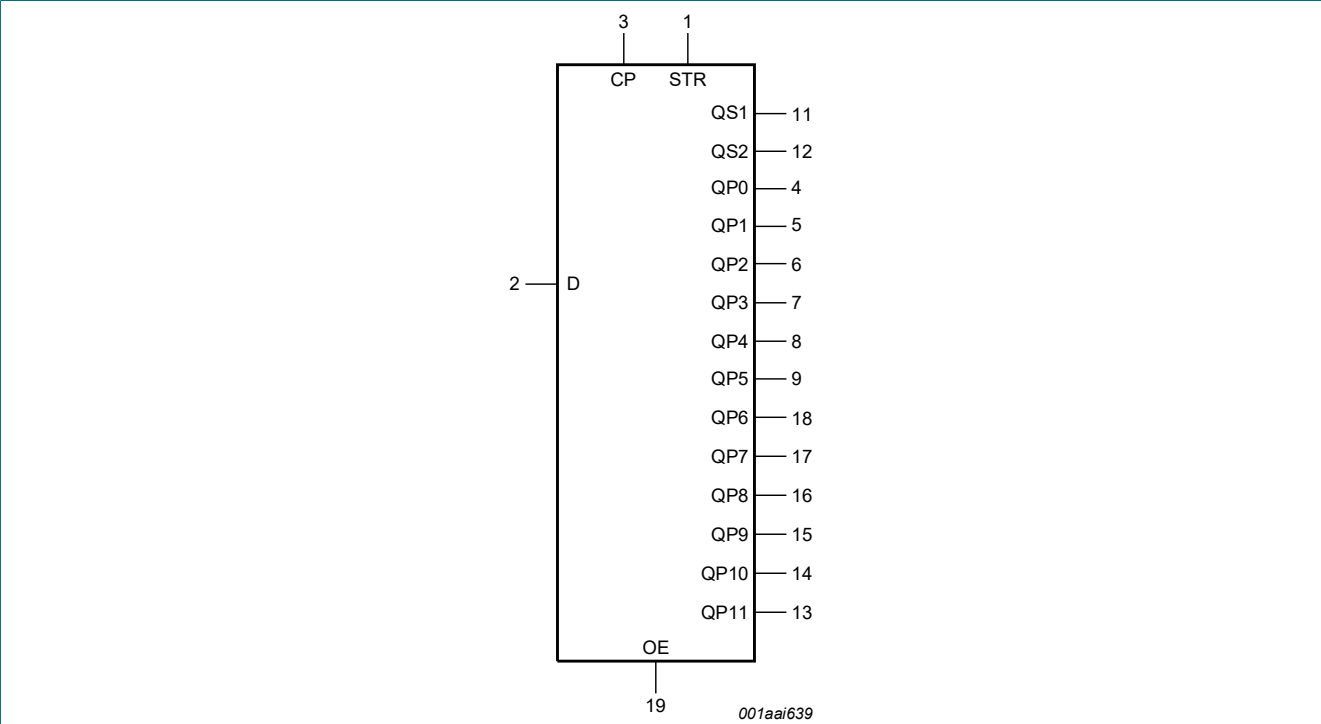 3 1
CP STR
QS1 11
QS2 12
QP0 4
QP1 5
QP2 6
2 D
QP3 7
QP4 8
QP5 9
QP6 18
QP7 17
QP8 16
QP9 15
QP10 14
QP11 13
OE
19
001aai639